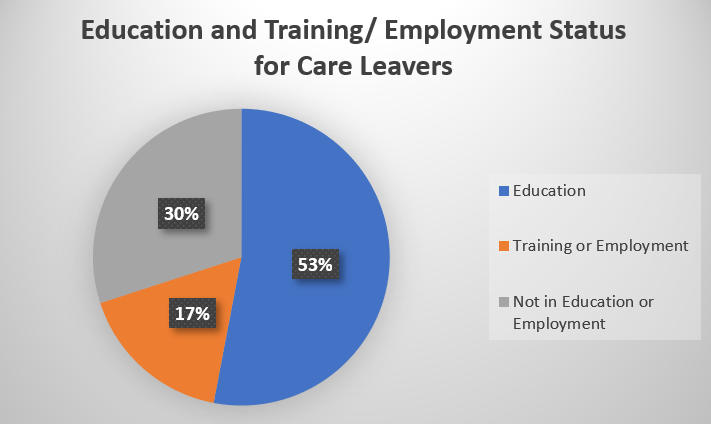 Education and Training/ Employment Status
for Care Leavers
30%
53%
17%
Education
Training or Employment
Not in Education or
Employment